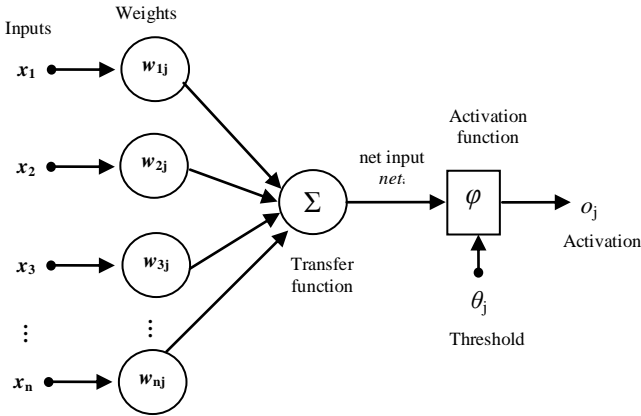 Weights
Inputs
x1
w1j
Activation
function
x2
w2j
net input
netⱼ
Σ
φ
oj
Activation
x3
w3j
Transfer
function
θj
⋮
⋮
Threshold
xn
wnj